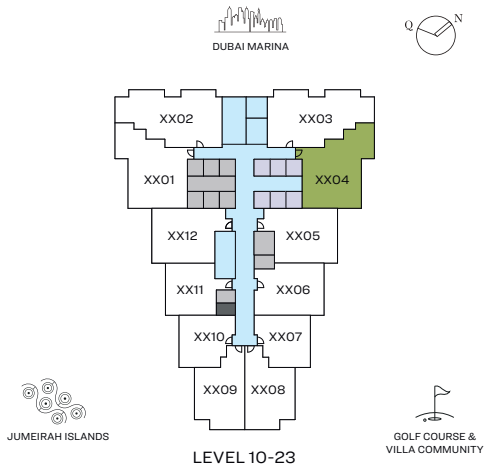 DUBAI MARINA
Q N
XX02 XX03
XX01 XX04
XX12 XX05
XX11 XX06
XX10 XX07
XX09 XX08
JUMEIRAH ISLANDS
GOLF COURSE &
VILLA COMMUNITY
LEVEL 10-23